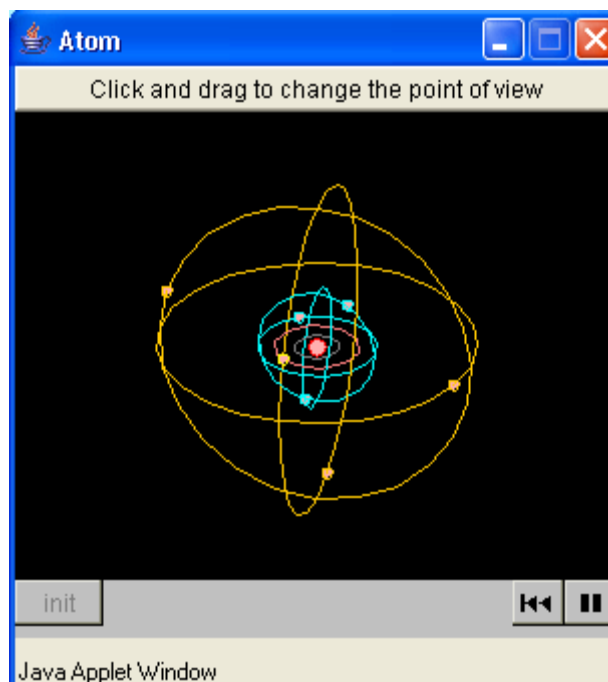 Atom
Click and drag to change the point of view
init
Java Applet Window